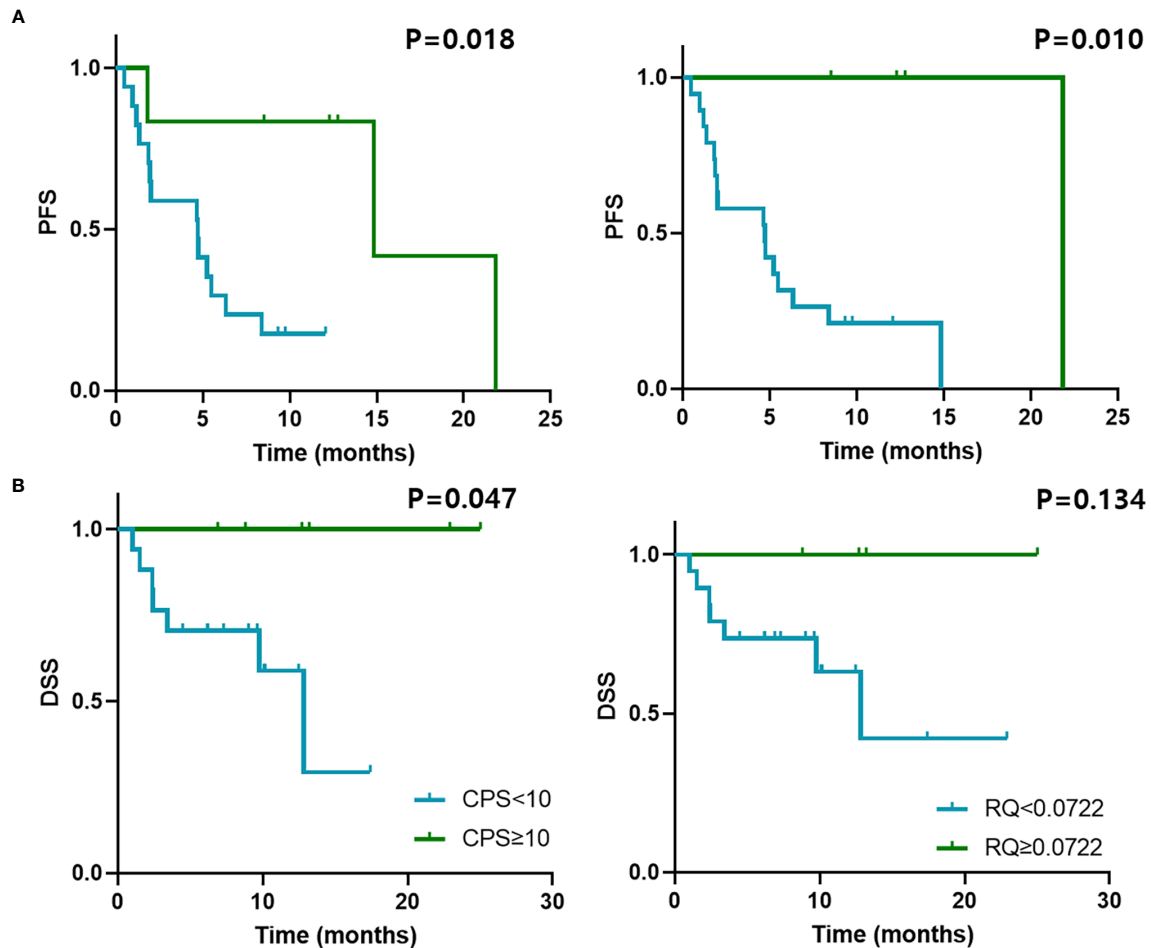 A
P=0.018
P=0.010
1.0
0.5
0.0
PFS
0 5 10 15 20 25
Time (months)
1.0
0.5
0.0
PFS
0 5 10 15 20 25
Time (months)
B
P=0.047
P=0.134
1.0
0.5
0.0
DSS
CPS<10
CPS≥10
0 10 20 30
Time (months)
1.0
0.5
0.0
DSS
RQ<0.0722
RQ≥0.0722
0 10 20 30
Time (months)